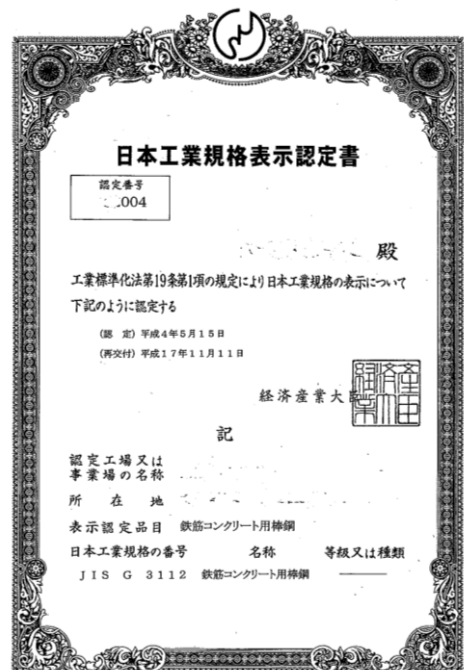 日本工業規格表示認定書
認定番号
004
殿
工業標準化法第19条第1項の規定により日本工業規格の表示について
下記のように認定する
(認 定) 平成4年5月15日
(再交付) 平成17年11月11日
経済産業大臣
記
認定工場又は
事業場の名称
所在地
表示認定品目 鉄筋コンクリート用棒鋼
日本工業規格の番号 名称 等級又は種類
JIS G 3112 鉄筋コンクリート用棒鋼 ———